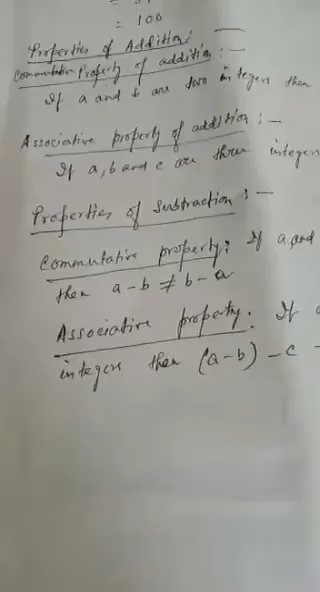 = 100
Properties of Addition:
Commutative Property of addition :-
If a and b are two integers then
Associative property of addition :-
If a, b and c are three integers
Properties of Subtraction :-
Commutative property: If a and
then a-b ≠ b-a
Associative property. If
integers then (a-b) -c